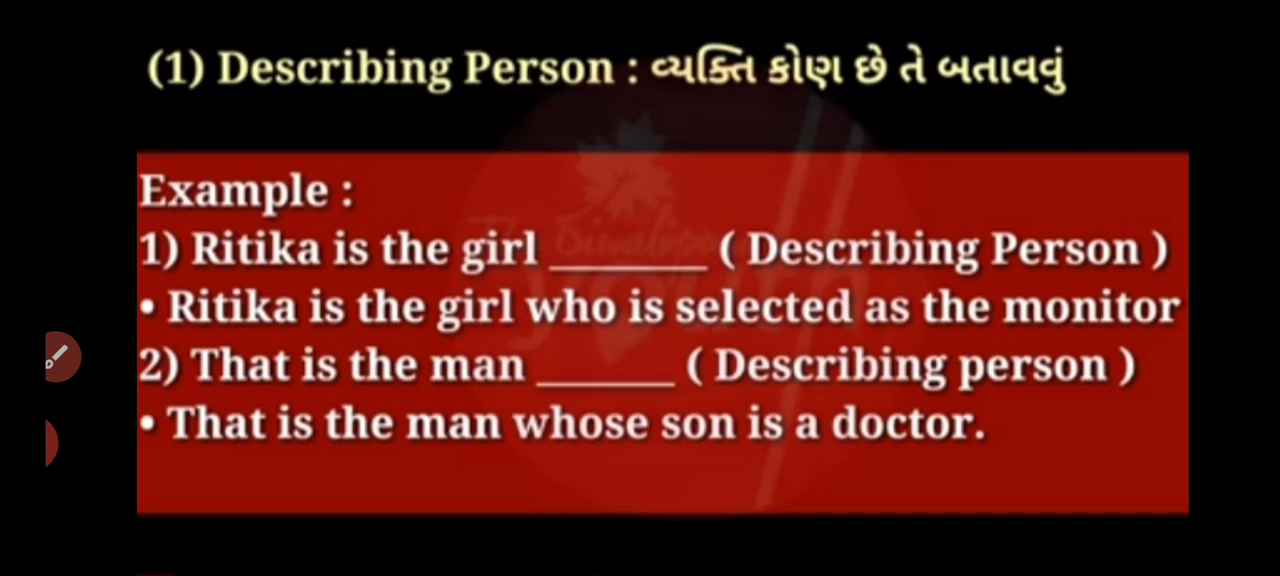 (1) Describing Person : વ્યક્તિ કોણ છે તે બતાવવું
Example :
1) Ritika is the girl ________ ( Describing Person )
• Ritika is the girl who is selected as the monitor
2) That is the man _______ ( Describing person )
• That is the man whose son is a doctor.